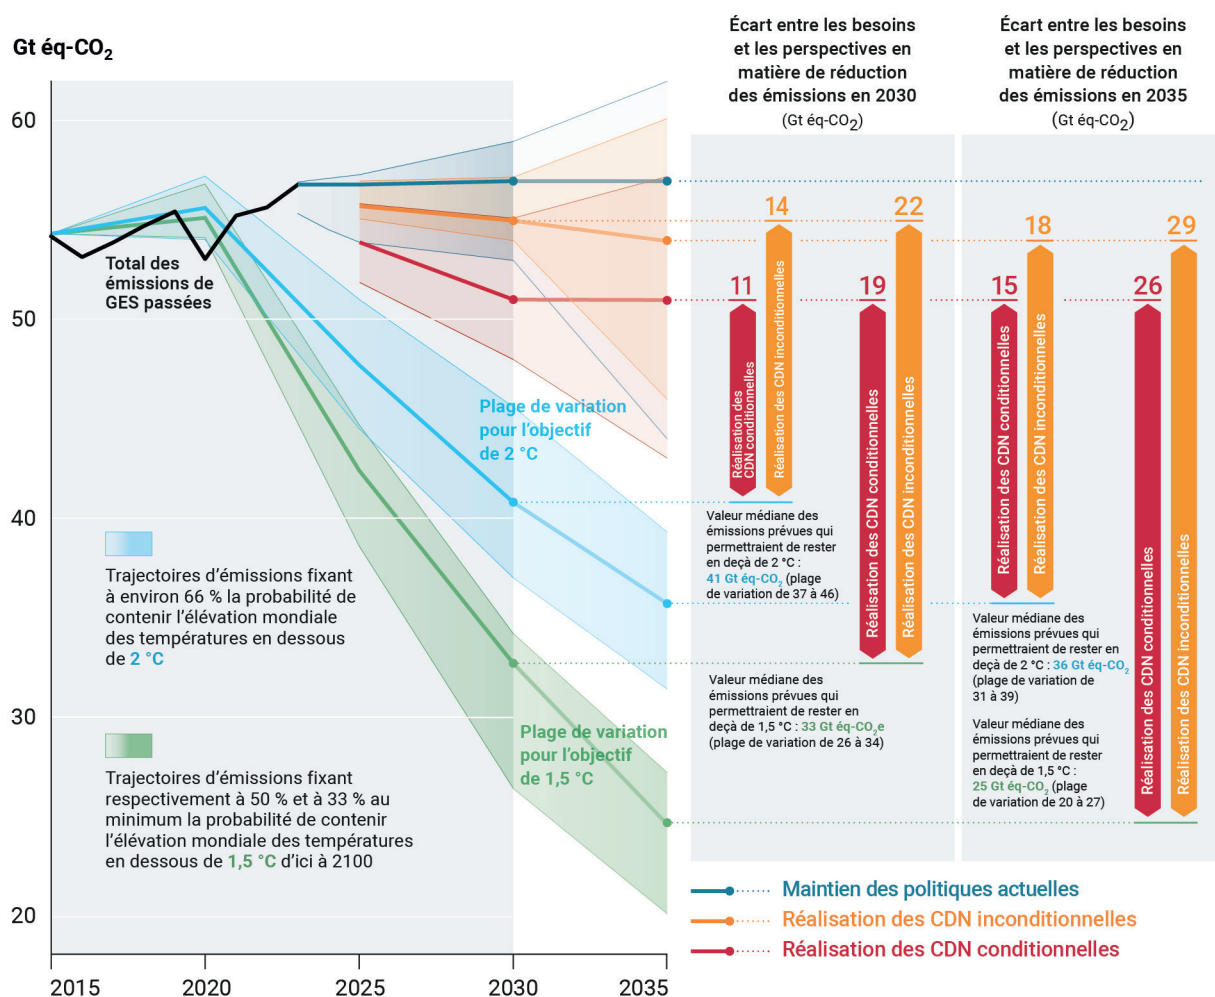 Gt éq-CO2
60
50
40
30
20
2015
2020
2025
2030
2035
Total des
émissions de
GES passées
Plage de variation
pour l’objectif
de 2 °C
Trajectoires d’émissions fixant
à environ 66 % la probabilité de
contenir l’élévation mondiale
des températures en dessous
de 2 °C
Plage de variation
pour l’objectif
de 1,5 °C
Trajectoires d’émissions fixant
respectivement à 50 % et à 33 % au
minimum la probabilité de contenir
l’élévation mondiale des températures
en dessous de 1,5 °C d’ici à 2100
Écart entre les besoins
et les perspectives en
matière de réduction
des émissions en 2030
(Gt éq-CO2)
11
14
19
22
Réalisation des
CDN conditionnelles
Réalisation des CDN inconditionnelles
Réalisation des CDN conditionnelles
Réalisation des CDN inconditionnelles
Valeur médiane des
émissions prévues qui
permettraient de rester
en deçà de 2 °C :
41 Gt éq-CO2 (plage
de variation de 37 à 46)
Valeur médiane des
émissions prévues qui
permettraient de rester en
deçà de 1,5 °C : 33 Gt éq-CO2e
(plage de variation de 26 à 34)
Écart entre les besoins
et les perspectives en
matière de réduction
des émissions en 2035
(Gt éq-CO2)
15
18
26
29
Réalisation des CDN conditionnelles
Réalisation des CDN inconditionnelles
Réalisation des CDN conditionnelles
Réalisation des CDN inconditionnelles
Valeur médiane des
émissions prévues qui
permettraient de rester en
deçà de 2 °C : 36 Gt éq-CO2
(plage de variation de
31 à 39)
Valeur médiane des
émissions prévues qui
permettraient de rester
en deçà de 1,5 °C :
25 Gt éq-CO2 (plage
de variation de 20 à 27)
Maintien des politiques actuelles
Réalisation des CDN inconditionnelles
Réalisation des CDN conditionnelles